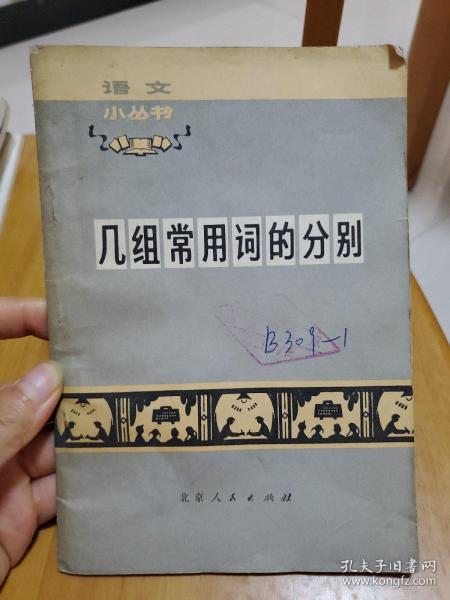 语文
小丛书
几组常用词的分别
B309-1
北京人民出版社
孔夫子旧书网
www.kongfz.com